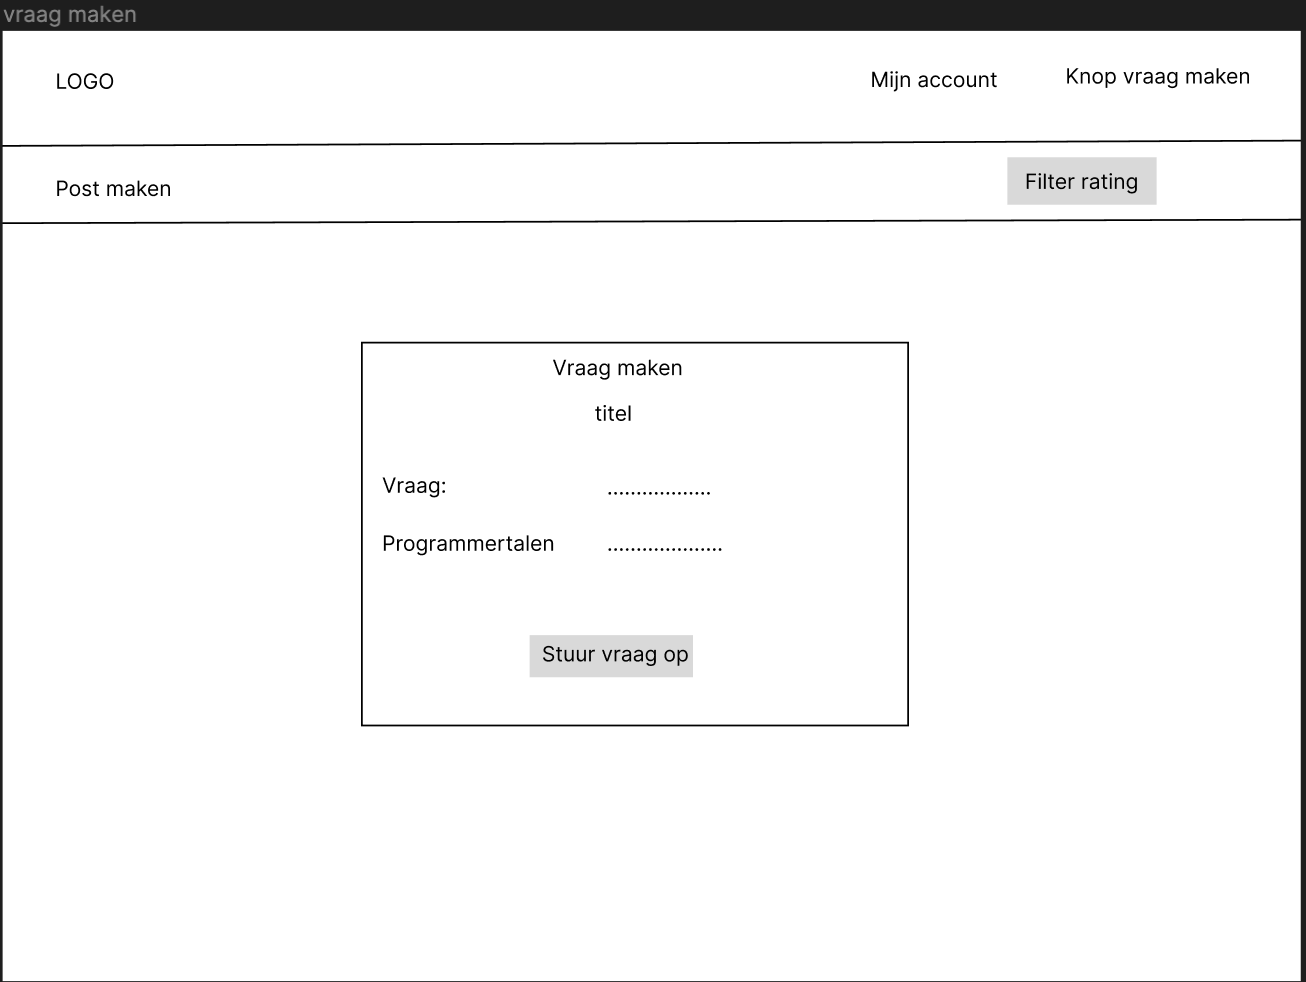 vraag maken
LOGO
Mijn account
Knop vraag maken
Post maken
Filter rating
Vraag maken
titel
Vraag: ..................
Programmertalen ....................
Stuur vraag op